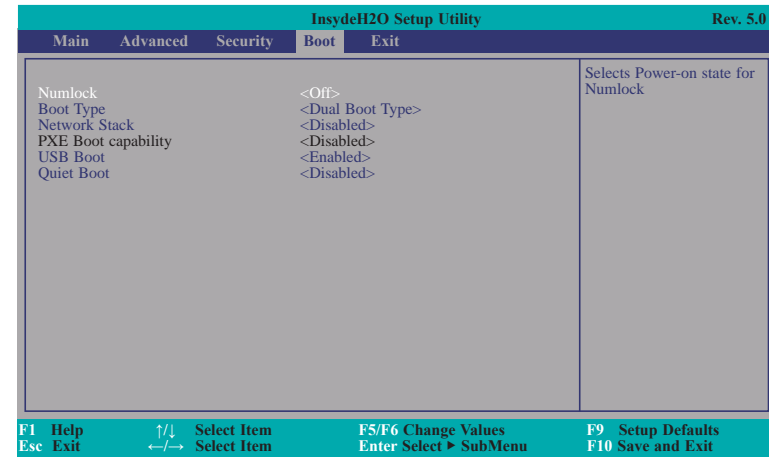 InsydeH2O Setup Utility Rev. 5.0
Main Advanced Security Boot Exit
Numlock <Off>
Boot Type <Dual Boot Type>
Network Stack <Disabled>
PXE Boot capability <Disabled>
USB Boot <Enabled>
Quiet Boot <Disabled>
Selects Power-on state for
Numlock
F1 Help ↑/↓ Select Item F5/F6 Change Values F9 Setup Defaults
Esc Exit ←/→ Select Item Enter Select ► SubMenu F10 Save and Exit